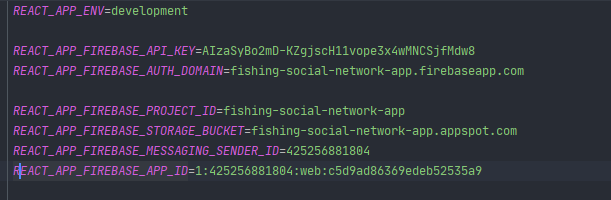 REACT_APP_ENV=development
REACT_APP_FIREBASE_API_KEY=AIzaSyBo2mD-KZgjscH11vope3x4wMNCSjfMdw8
REACT_APP_FIREBASE_AUTH_DOMAIN=fishing-social-network-app.firebaseapp.com
REACT_APP_FIREBASE_PROJECT_ID=fishing-social-network-app
REACT_APP_FIREBASE_STORAGE_BUCKET=fishing-social-network-app.appspot.com
REACT_APP_FIREBASE_MESSAGING_SENDER_ID=425256881804
REACT_APP_FIREBASE_APP_ID=1:425256881804:web:c5d9ad86369edeb52535a9